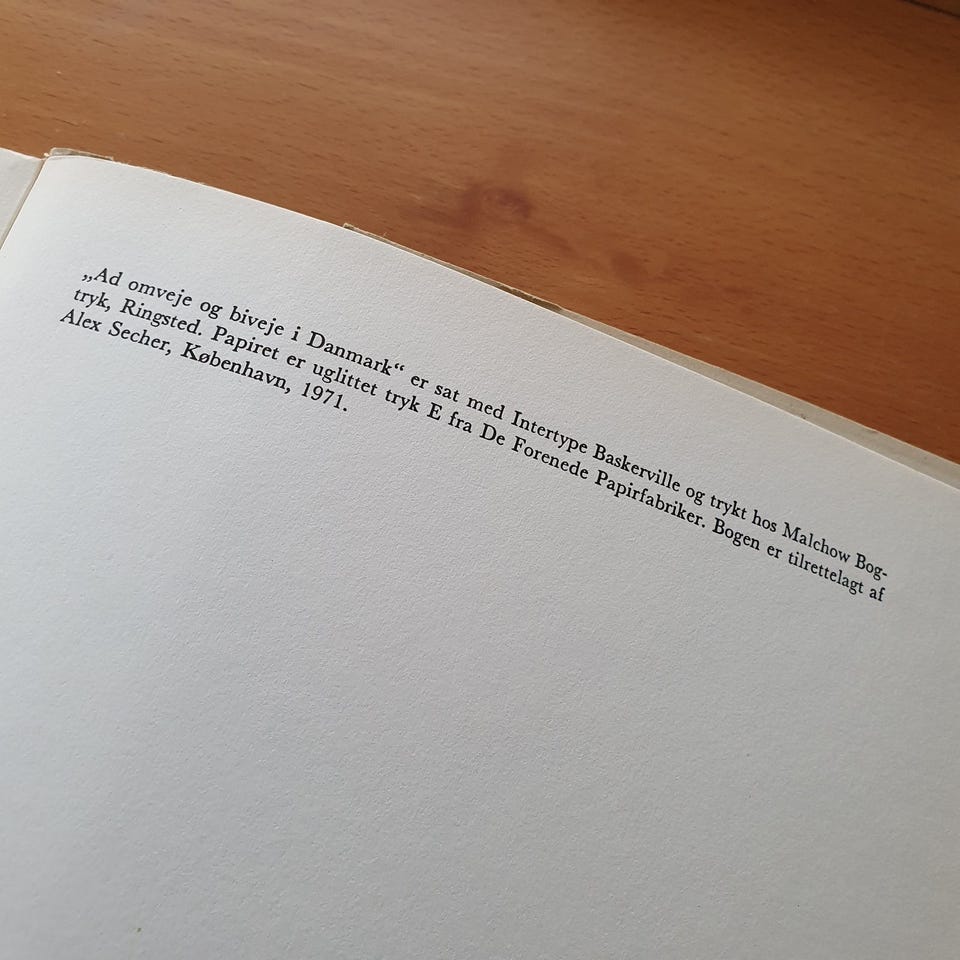 „Ad omveje og biveje i Danmark“ er sat med Intertype Baskerville og trykt hos Malchow Bog-
tryk, Ringsted. Papiret er uglittet tryk E fra De Forenede Papirfabriker. Bogen er tilrettelagt af
Alex Secher, København, 1971.